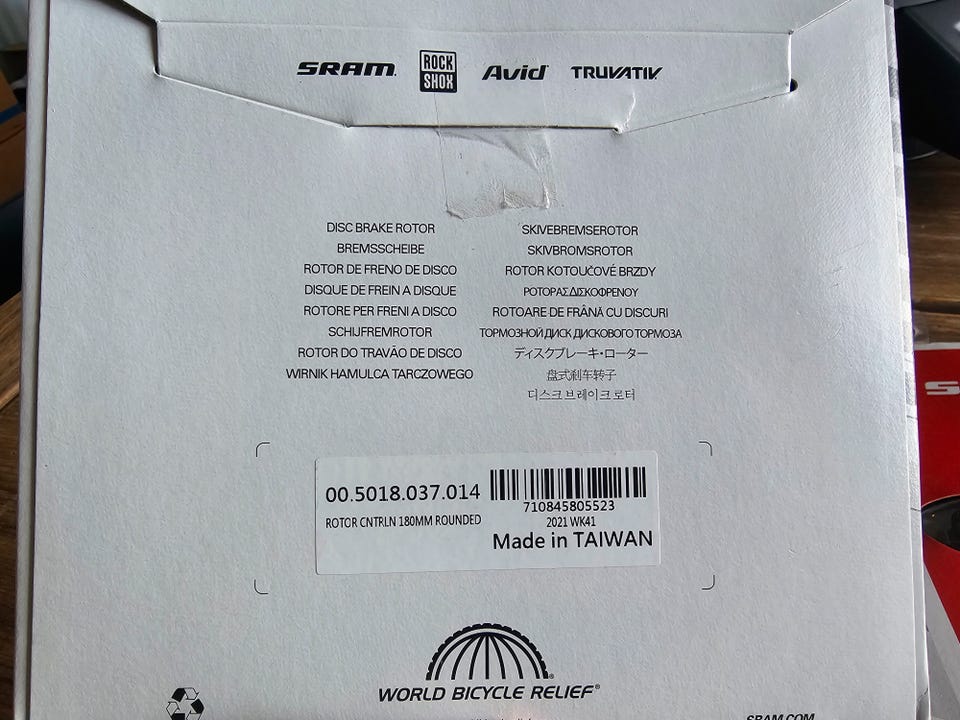 SRAM ROCK SHOX Avid TRUVATIV
DISC BRAKE ROTOR
BREMSSCHEIBE
ROTOR DE FRENO DE DISCO
DISQUE DE FREIN A DISQUE
ROTORE PER FRENI A DISCO
SCHIJFREMROTOR
ROTOR DO TRAVÃO DE DISCO
WIRNIK HAMULCA TARCZOWEGO
SKIVEBREMSEROTOR
SKIVBROMSROTOR
ROTOR KOTOUČOVÉ BRZDY
ΡΟΤΟΡΑΣ ΔΙΣΚΟΦΡΕΝΟΥ
ROTOARE DE FRÂNĂ CU DISCURI
ТОРМОЗНОЙ ДИСК ДИСКОВОГО ТОРМОЗА
ディスクブレーキ・ローター
盘式刹车转子
디스크 브레이크 로터
00.5018.037.014
ROTOR CNTRLN 180MM ROUNDED
710845805523
2021 WK41
Made in TAIWAN
WORLD BICYCLE RELIEF®
SRAM.COM